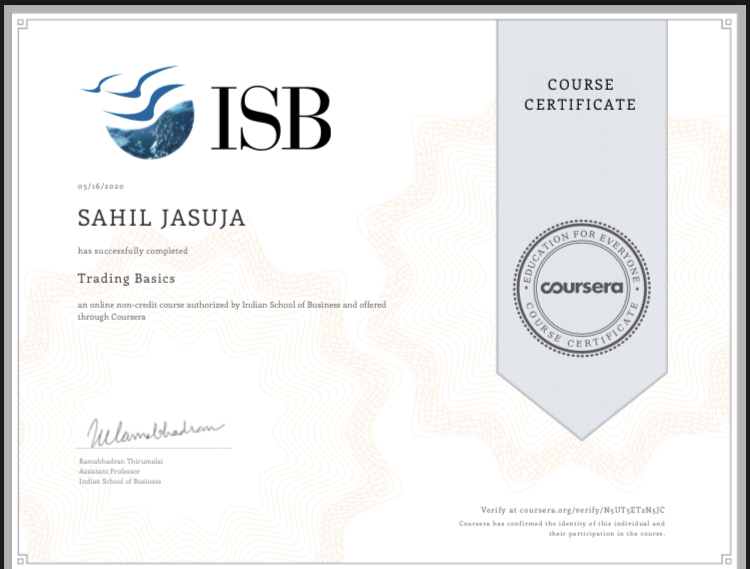 ISB
COURSE
CERTIFICATE
05/16/2020
SAHIL JASUJA
has successfully completed
Trading Basics
an online non-credit course authorized by Indian School of Business and offered
through Coursera
EDUCATION FOR EVERYONE
coursera
COURSE CERTIFICATE
Ramabhadran Thirumalai
Assistant Professor
Indian School of Business
Verify at coursera.org/verify/N5UT5ET2N5JC
Coursera has confirmed the identity of this individual and
their participation in the course.